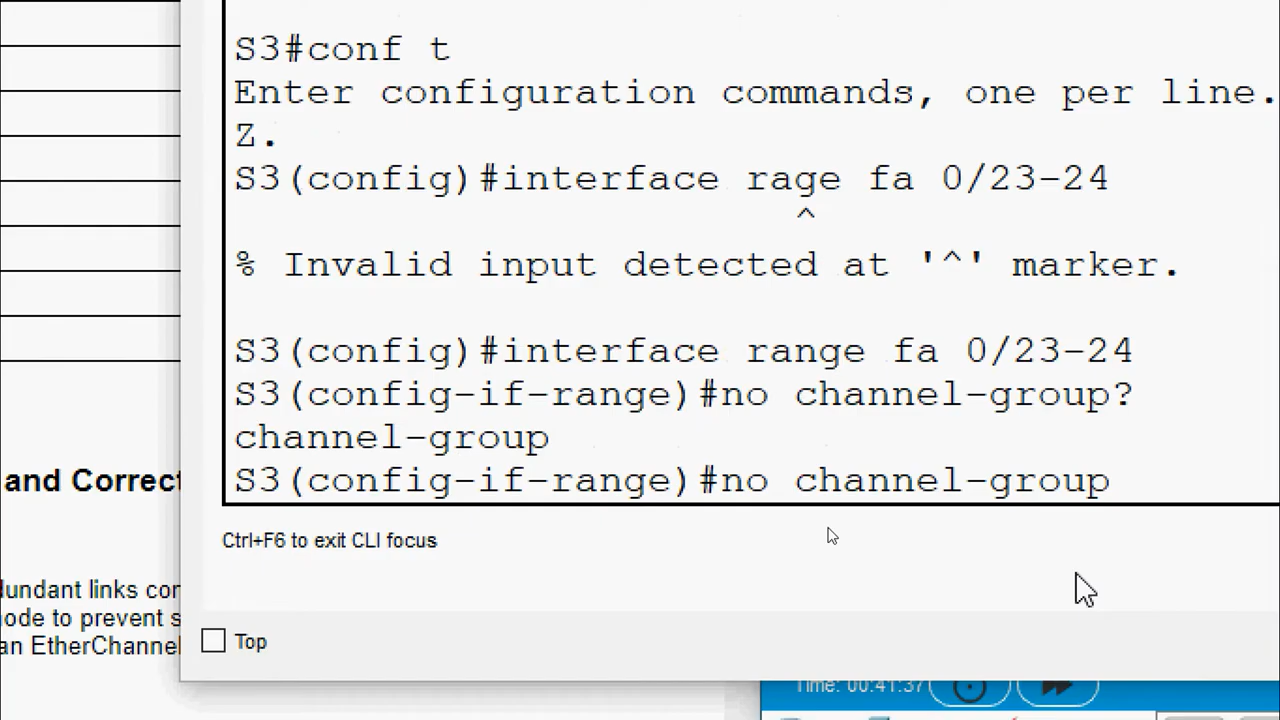 S3#conf t
Enter configuration commands, one per line.
Z.
S3(config)#interface rage fa 0/23-24
^
% Invalid input detected at '^' marker.
S3(config)#interface range fa 0/23-24
S3(config-if-range)#no channel-group?
channel-group
S3(config-if-range)#no channel-group
and Correct
Ctrl+F6 to exit CLI focus
dundant links con
node to prevent s
an EtherChannel
Top
Time: 00:41:37